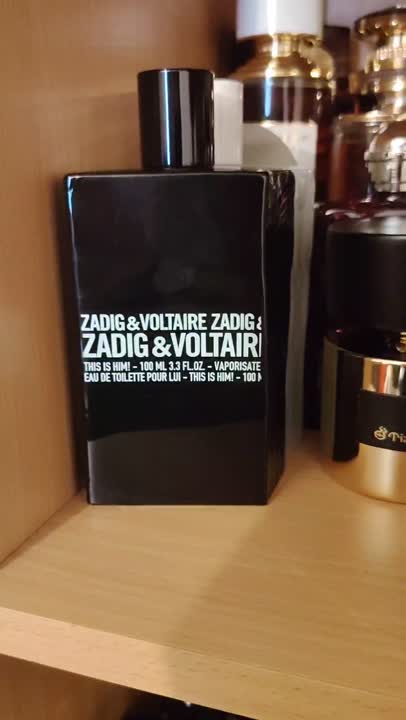 ZADIG &VOLTAIRE ZADIG &
ZADIG &VOLTAIR
THIS IS HIM! – 100 ML 3.3 FL.OZ. – VAPORISATE
EAU DE TOILETTE POUR LUI – THIS IS HIM! – 100